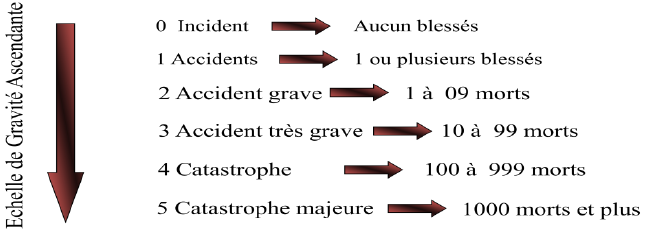 Echelle de Gravité Ascendante
0 Incident Aucun blessés
1 Accidents 1 ou plusieurs blessés
2 Accident grave 1 à 09 morts
3 Accident très grave 10 à 99 morts
4 Catastrophe 100 à 999 morts
5 Catastrophe majeure 1000 morts et plus